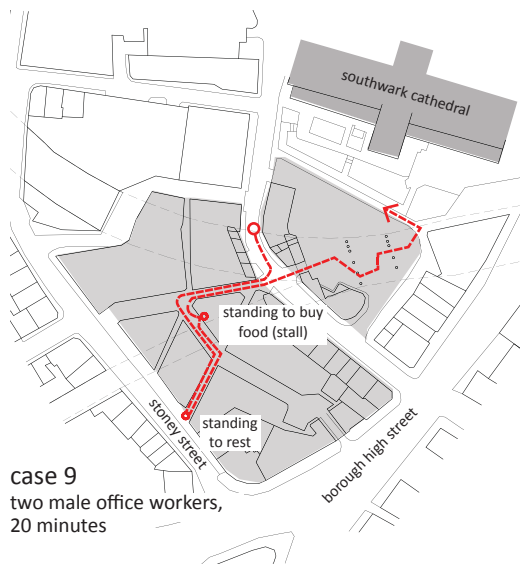 southwark cathedral
standing to buy
food (stall)
standing
to rest
stoney street
borough high street
case 9
two male office workers,
20 minutes